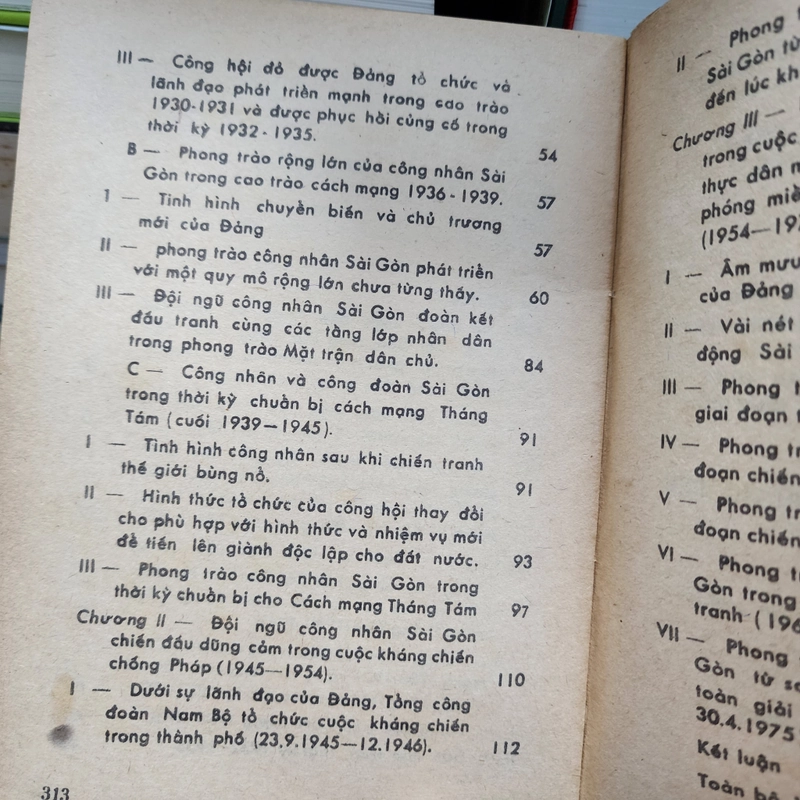 III — Công hội đỏ được Đảng tổ chức và
lãnh đạo phát triển mạnh trong cao trào
1930-1931 và được phục hồi củng cố trong
thời kỳ 1932 - 1935. 54
B — Phong trào rộng lớn của công nhân Sài
Gòn trong cao trào cách mạng 1936 - 1939. 57
I — Tình hình chuyển biến và chủ trương
mới của Đảng 57
II — phong trào công nhân Sài Gòn phát triển
với một quy mô rộng lớn chưa từng thấy. 60
III — Đội ngũ công nhân Sài Gòn đoàn kết
đấu tranh cùng các tầng lớp nhân dân
trong phong trào Mặt trận dân chủ. 84
C — Công nhân và công đoàn Sài Gòn
trong thời kỳ chuẩn bị cách mạng Tháng
Tám (cuối 1939 — 1945). 91
I — Tình hình công nhân sau khi chiến tranh
thế giới bùng nổ. 91
II — Hình thức tổ chức của công hội thay đổi
cho phù hợp với hình thức và nhiệm vụ mới
để tiến lên giành độc lập cho đất nước. 93
III — Phong trào công nhân Sài Gòn trong
thời kỳ chuẩn bị cho Cách mạng Tháng Tám 97
Chương II — Đội ngũ công nhân Sài Gòn
chiến đấu dũng cảm trong cuộc kháng chiến
chống Pháp (1945—1954). 110
I — Dưới sự lãnh đạo của Đảng, Tổng công
đoàn Nam Bộ tổ chức cuộc kháng chiến
trong thành phố (23.9.1945—12.1946). 112
313
II — Phong
Sài Gòn từ
đến lúc
Chương III —
trong cuộc
thực dân
phóng
(1954—
I — Âm mưu
của Đảng
II — Vài nét
động Sài
III — Phong
giai đoạn
IV — Phong
đoạn chiến
V — Phong
đoạn chiến
VI — Phong
Gòn trong
tranh (
VII — Phong
Gòn từ
toàn giải
30.4.1975
Kết luận
Toàn bộ